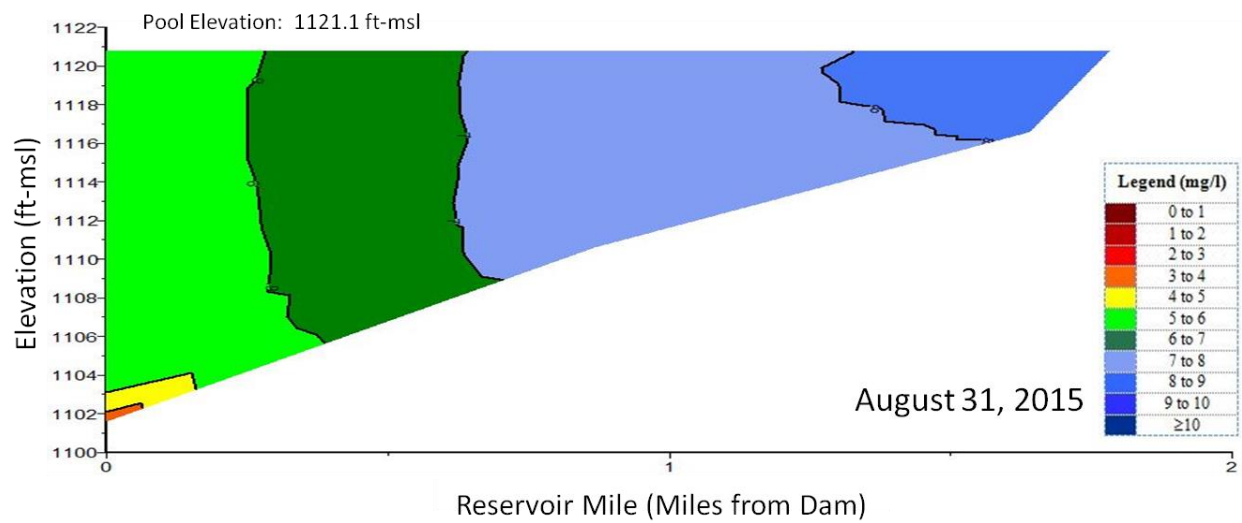 Pool Elevation: 1121.1 ft-msl
1122
1120
1118
1116
1114
1112
1110
1108
1106
1104
1102
1100
Elevation (ft-msl)
0
1
2
Reservoir Mile (Miles from Dam)
August 31, 2015
Legend (mg/l)
0 to 1
1 to 2
2 to 3
3 to 4
4 to 5
5 to 6
6 to 7
7 to 8
8 to 9
9 to 10
≥10